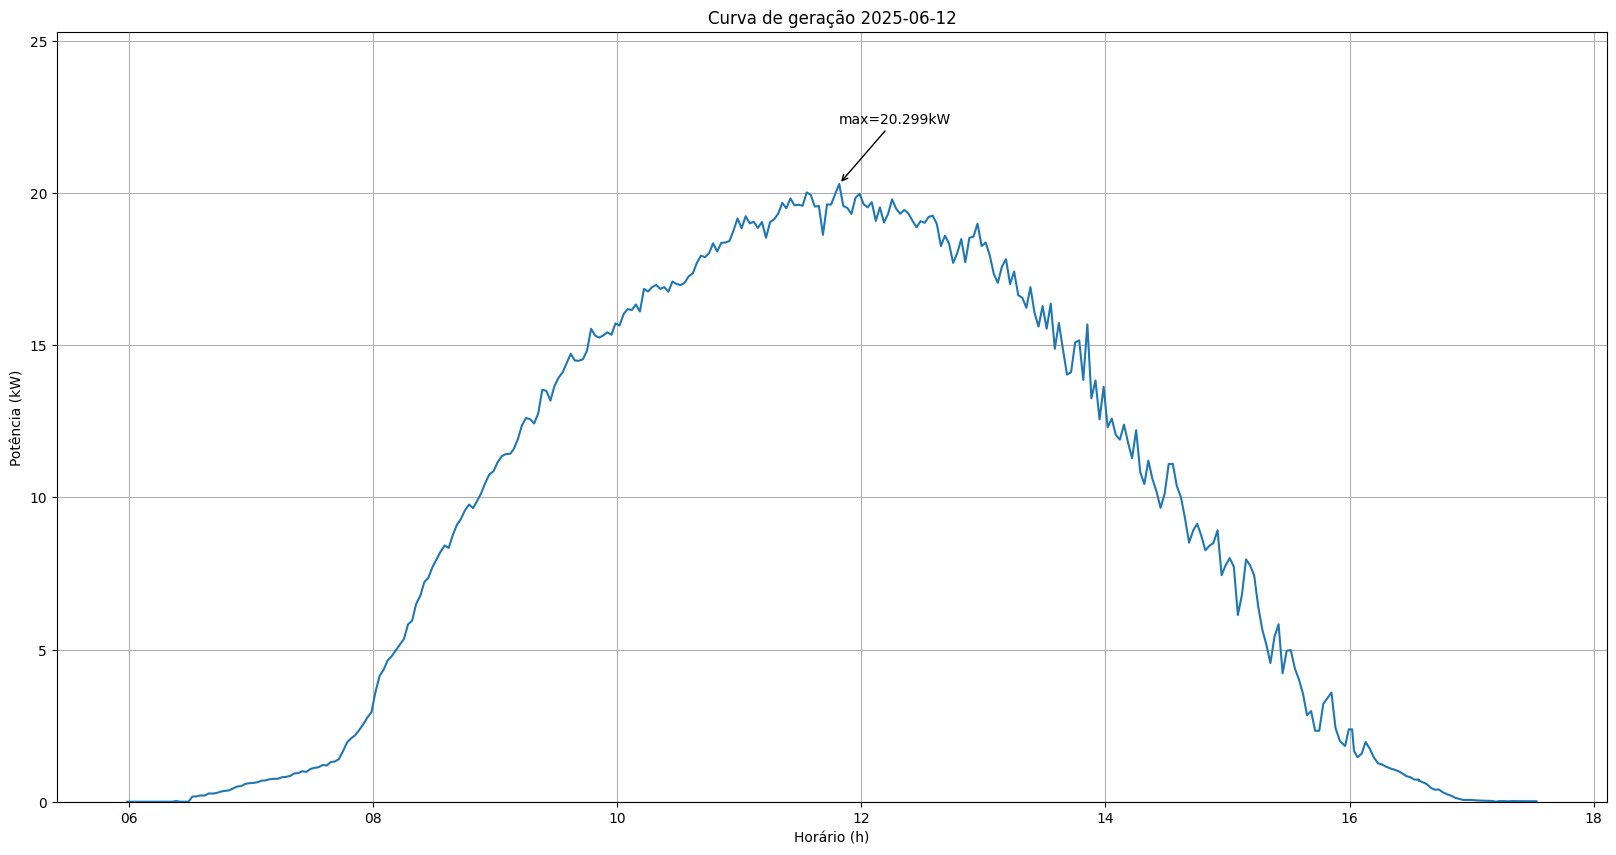 Curva de geração 2025-06-12
25
max=20.299kW
20
15
Potência (kW)
10
5
0
06 08 10 12 14 16 18
Horário (h)